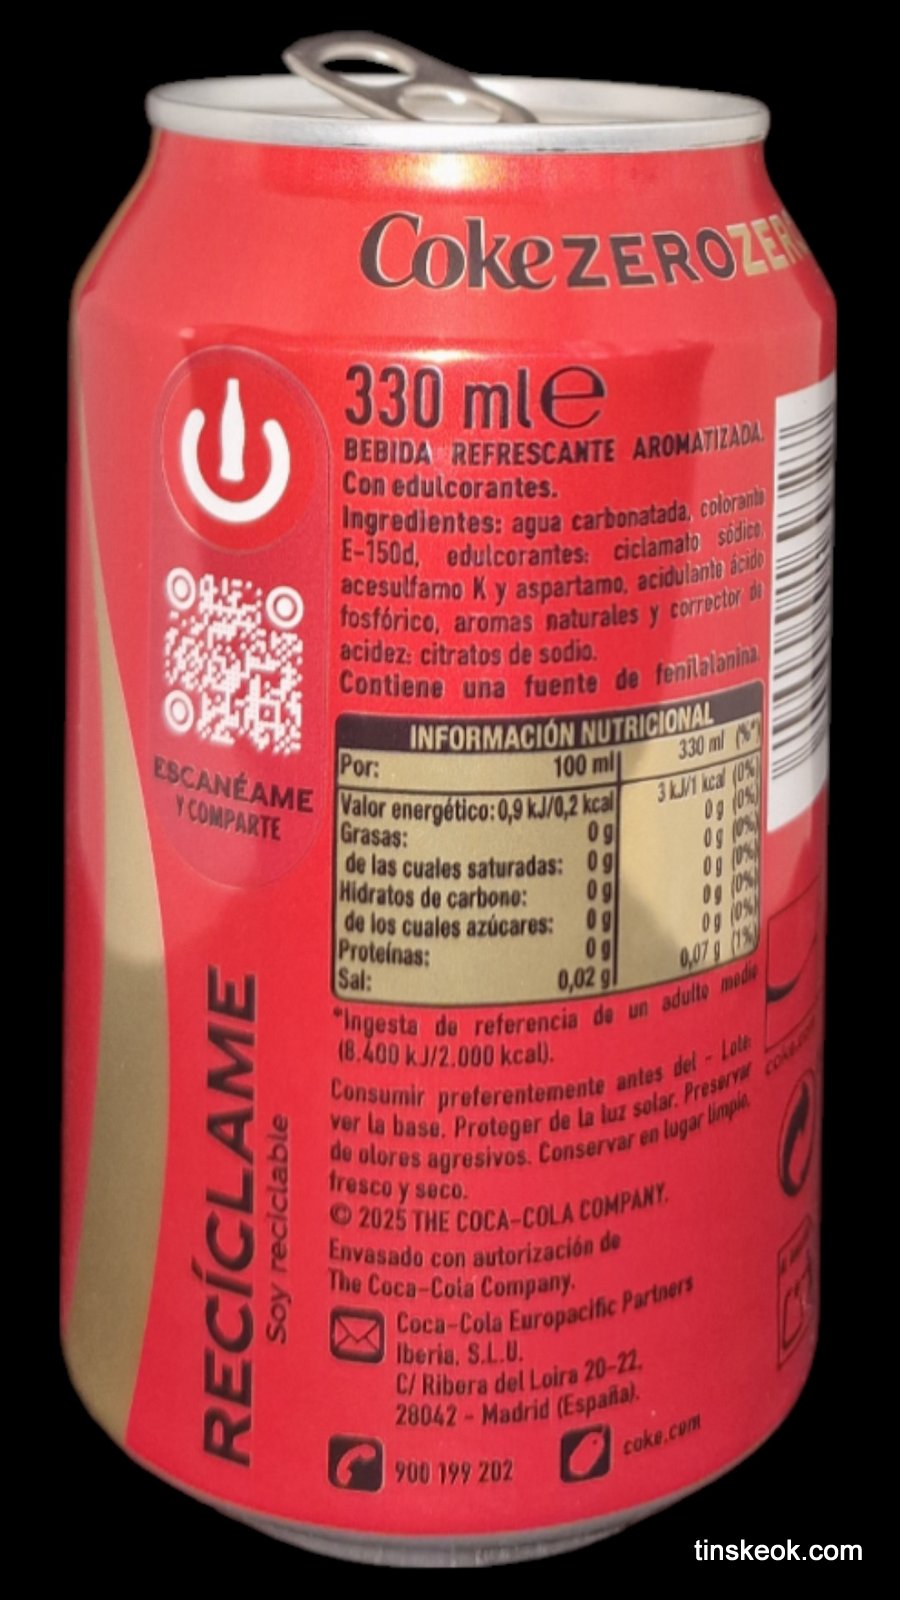 Coke ZERO ZERO
330 ml e
BEBIDA REFRESCANTE AROMATIZADA.
Con edulcorantes.
Ingredientes: agua carbonatada, colorante
E-150d, edulcorantes: ciclamato sódico,
acesulfamo K y aspartamo, acidulante ácido
fosfórico, aromas naturales y corrector de
acidez: citratos de sodio.
Contiene una fuente de fenilalanina.
INFORMACIÓN NUTRICIONAL
Por: 100 ml 330 ml (%*)
Valor energético: 0,9 kJ/0,2 kcal 3 kJ/1 kcal (0%)
Grasas: 0 g 0 g (0%)
de las cuales saturadas: 0 g 0 g (0%)
Hidratos de carbono: 0 g 0 g (0%)
de los cuales azúcares: 0 g 0 g (0%)
Proteínas: 0 g 0 g (0%)
Sal: 0,02 g 0,07 g (1%)
*Ingesta de referencia de un adulto medio
(8.400 kJ/2.000 kcal).
Consumir preferentemente antes del - Lote:
ver la base. Proteger de la luz solar. Preservar
de olores agresivos. Conservar en lugar limpio,
fresco y seco.
© 2025 THE COCA-COLA COMPANY.
Envasado con autorización de
The Coca-Cola Company.
Coca-Cola Europacific Partners
Iberia, S.L.U.
C/ Ribera del Loira 20-22.
28042 - Madrid (España).
900 199 202
coke.com
ESCANÉAME
Y COMPARTE
RECÍCLAME
Soy reciclable
tinskeok.com